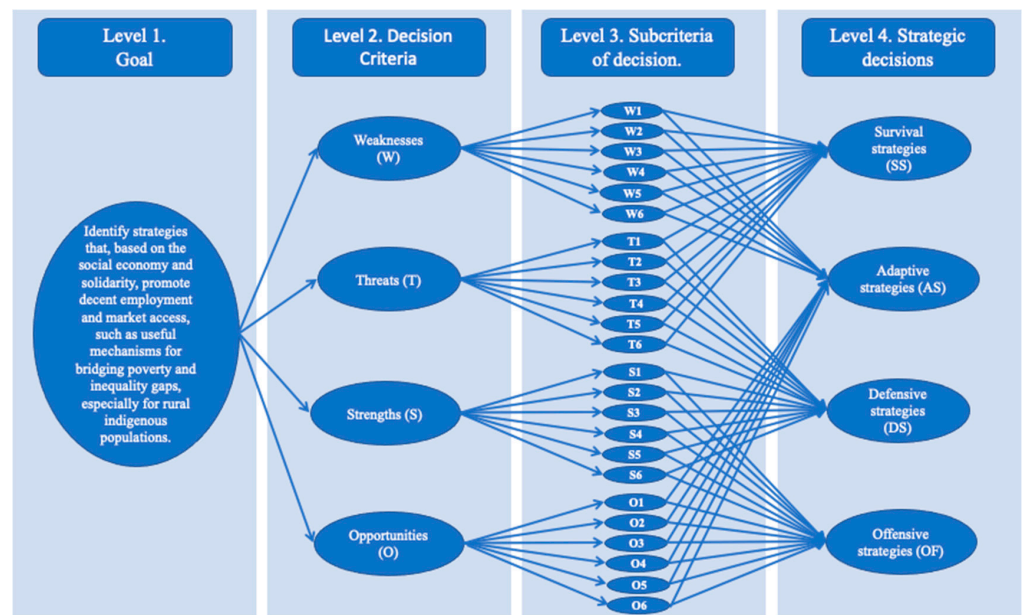 Level 1.
Goal
Level 2. Decision
Criteria
Level 3. Subcriteria
of decision.
Level 4. Strategic
decisions
Identify strategies
that, based on the
social economy and
solidarity, promote
decent employment
and market access,
such as useful
mechanisms for
bridging poverty and
inequality gaps,
especially for rural
indigenous
populations.
Weaknesses
(W)
Threats (T)
Strengths (S)
Opportunities
(O)
W1
W2
W3
W4
W5
W6
T1
T2
T3
T4
T5
T6
S1
S2
S3
S4
S5
S6
O1
O2
O3
O4
O5
O6
Survival
strategies
(SS)
Adaptive
strategies (AS)
Defensive
strategies
(DS)
Offensive
strategies (OF)